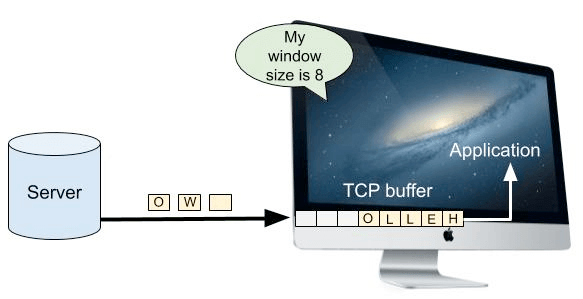 My
window
size is 8
Application
Server
TCP buffer
O W
O L L E H